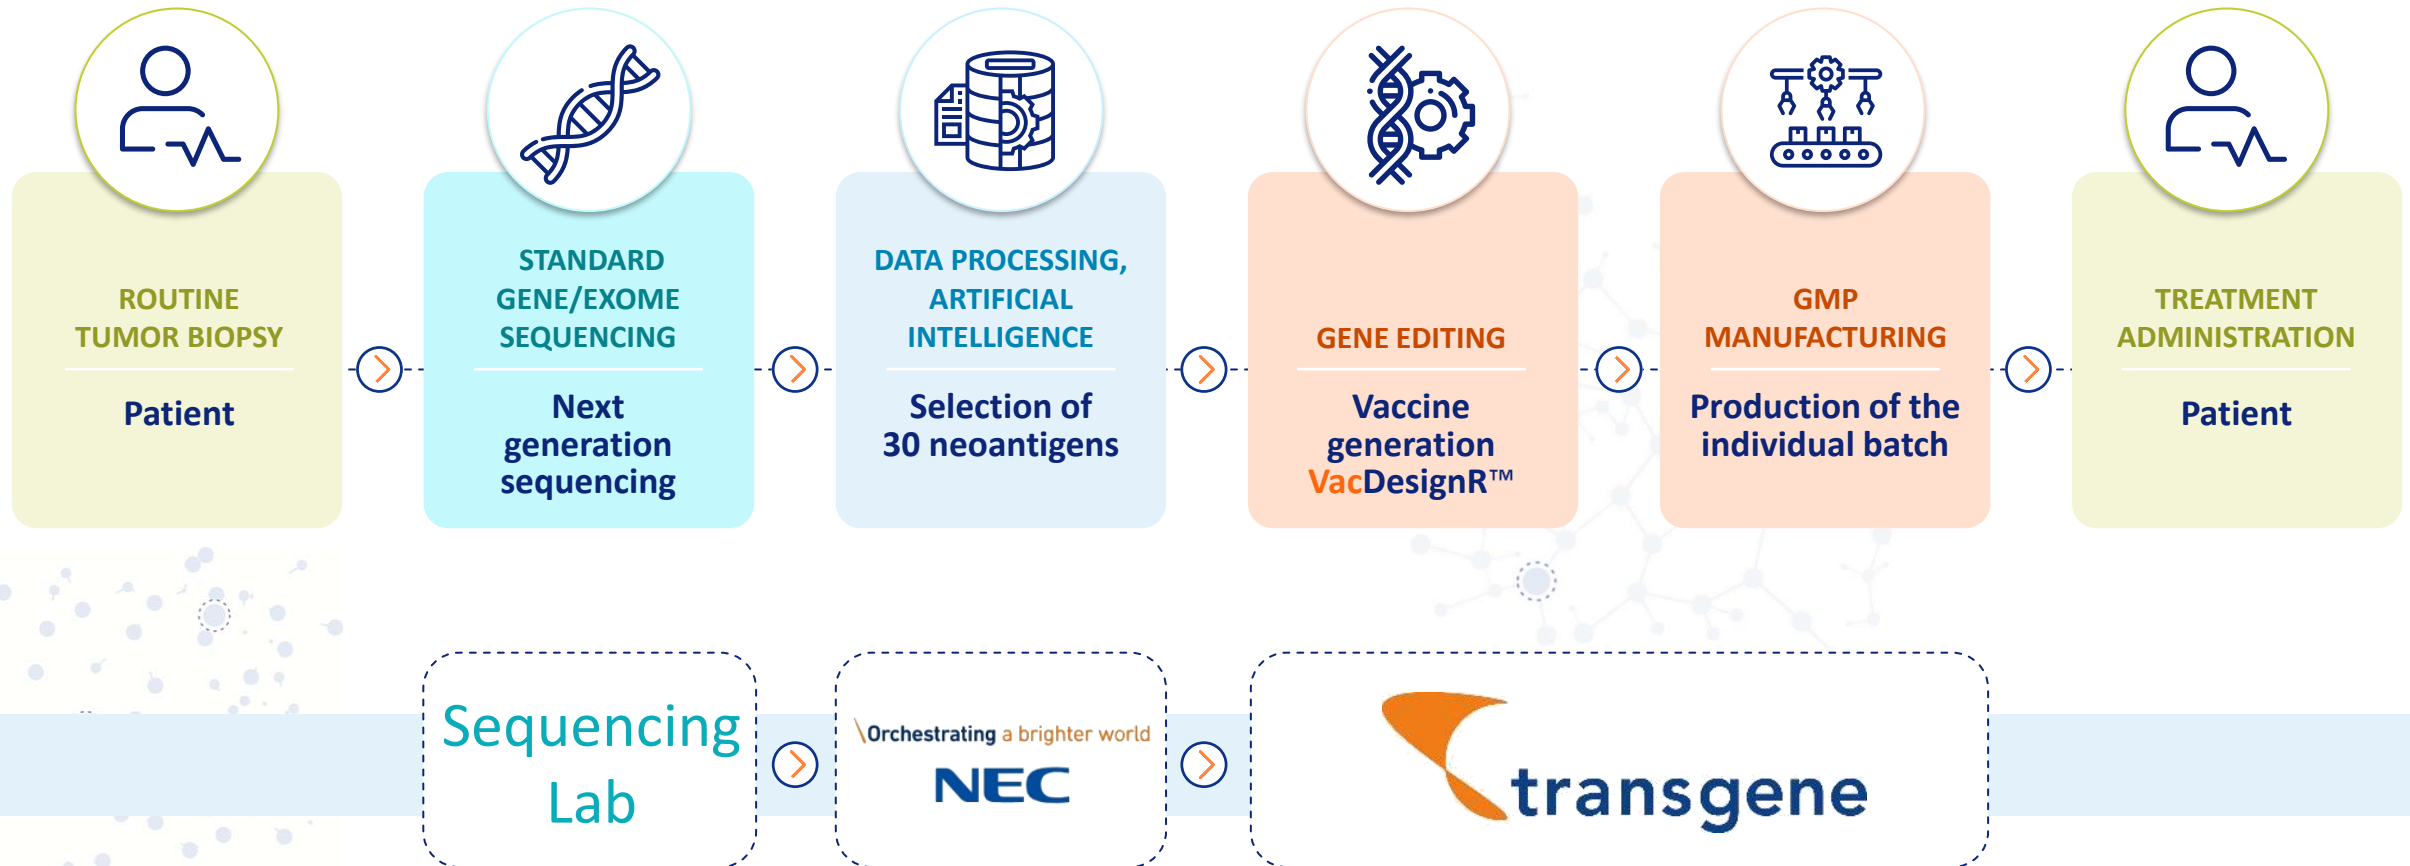 ROUTINE
TUMOR BIOPSY
Patient
STANDARD
GENE/EXOME
SEQUENCING
Next
generation
sequencing
DATA PROCESSING,
ARTIFICIAL
INTELLIGENCE
Selection of
30 neoantigens
GENE EDITING
Vaccine
generation
VacDesignR™
GMP
MANUFACTURING
Production of the
individual batch
TREATMENT
ADMINISTRATION
Patient
Sequencing
Lab
\Orchestrating a brighter world
NEC
transgene